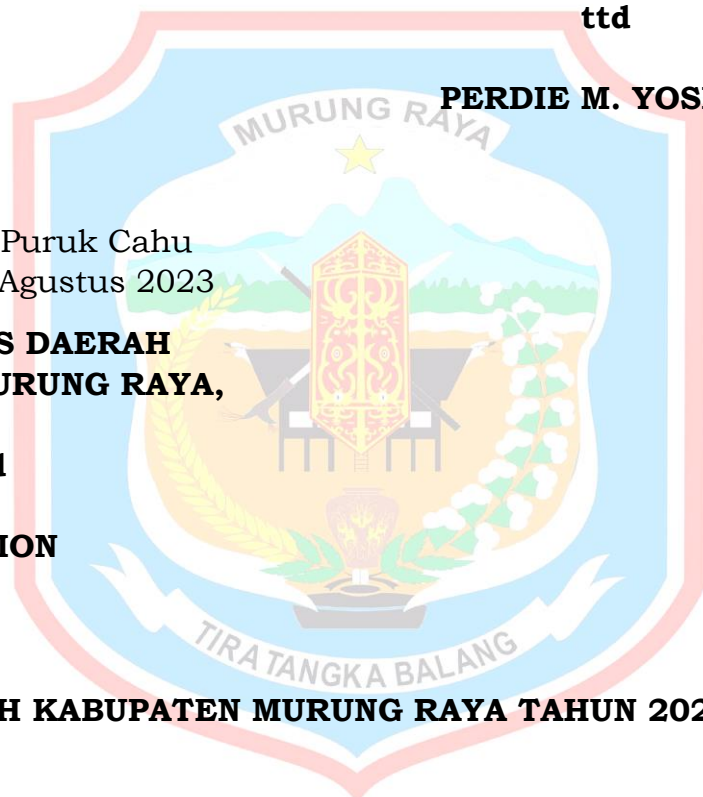 ttd
PERDIE M. YOS
MURUNG RAYA
Puruk Cahu
Agustus 2023
S DAERAH
URUNG RAYA,
ION
TIRA TANGKA BALANG
H KABUPATEN MURUNG RAYA TAHUN 202